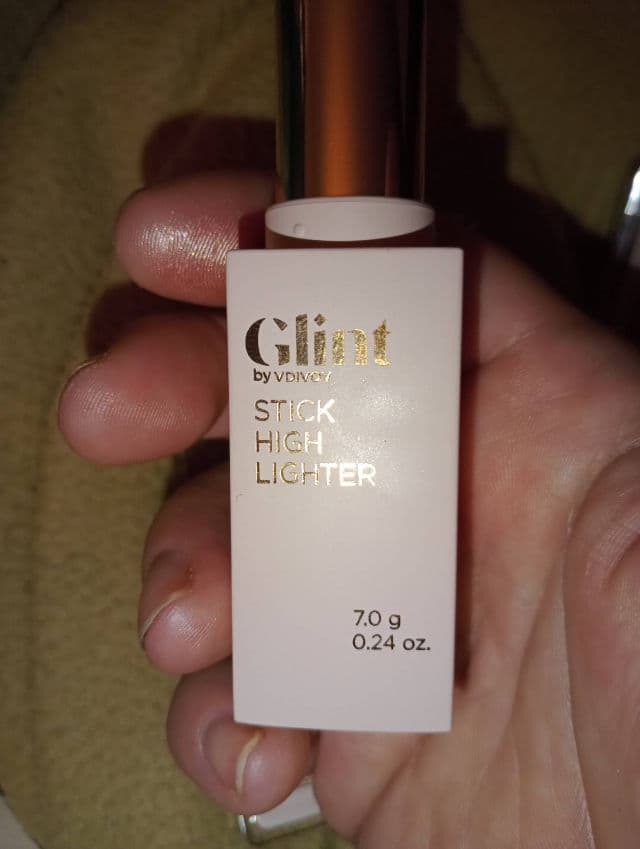 Glint
by VDIVOV
STICK
HIGH
LIGHTER
7.0 g
0.24 oz.